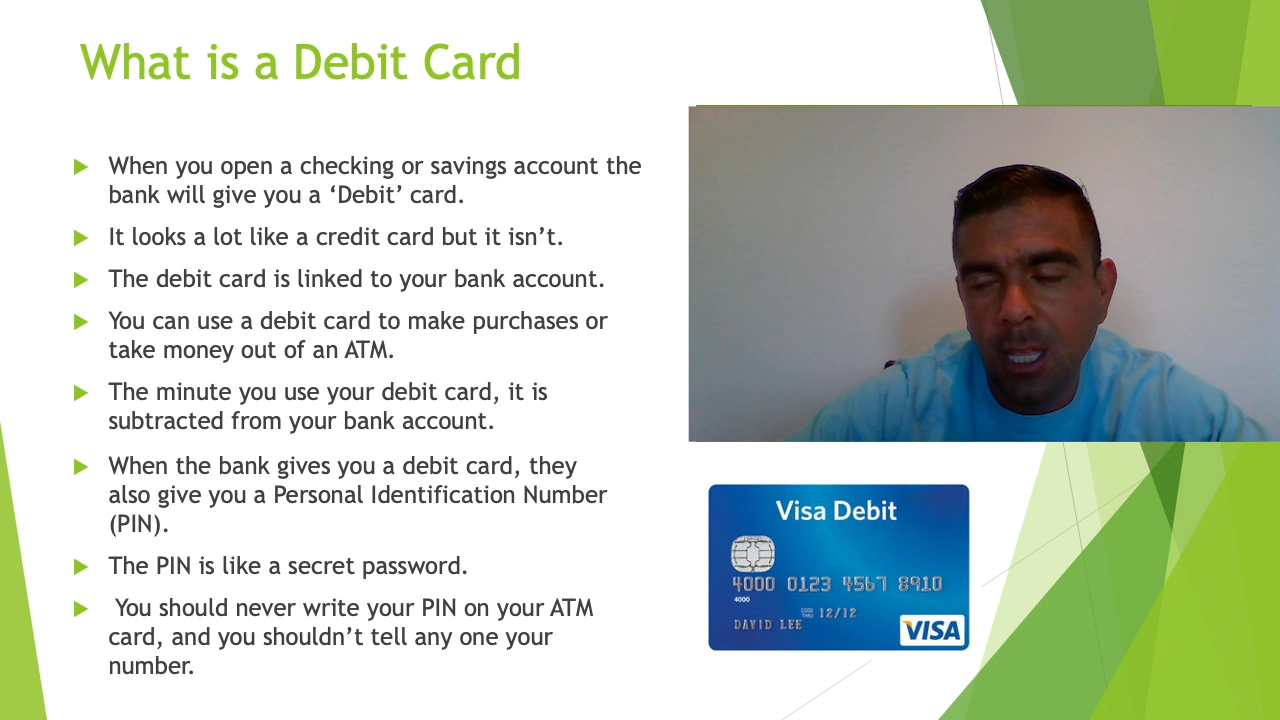 What is a Debit Card
When you open a checking or savings account the
bank will give you a ‘Debit’ card.
It looks a lot like a credit card but it isn’t.
The debit card is linked to your bank account.
You can use a debit card to make purchases or
take money out of an ATM.
The minute you use your debit card, it is
subtracted from your bank account.
When the bank gives you a debit card, they
also give you a Personal Identification Number
(PIN).
The PIN is like a secret password.
You should never write your PIN on your ATM
card, and you shouldn’t tell any one your
number.
Visa Debit
4000 0123 4567 8910
4000
GOOD
THRU 12/12
DAVID LEE
VISA